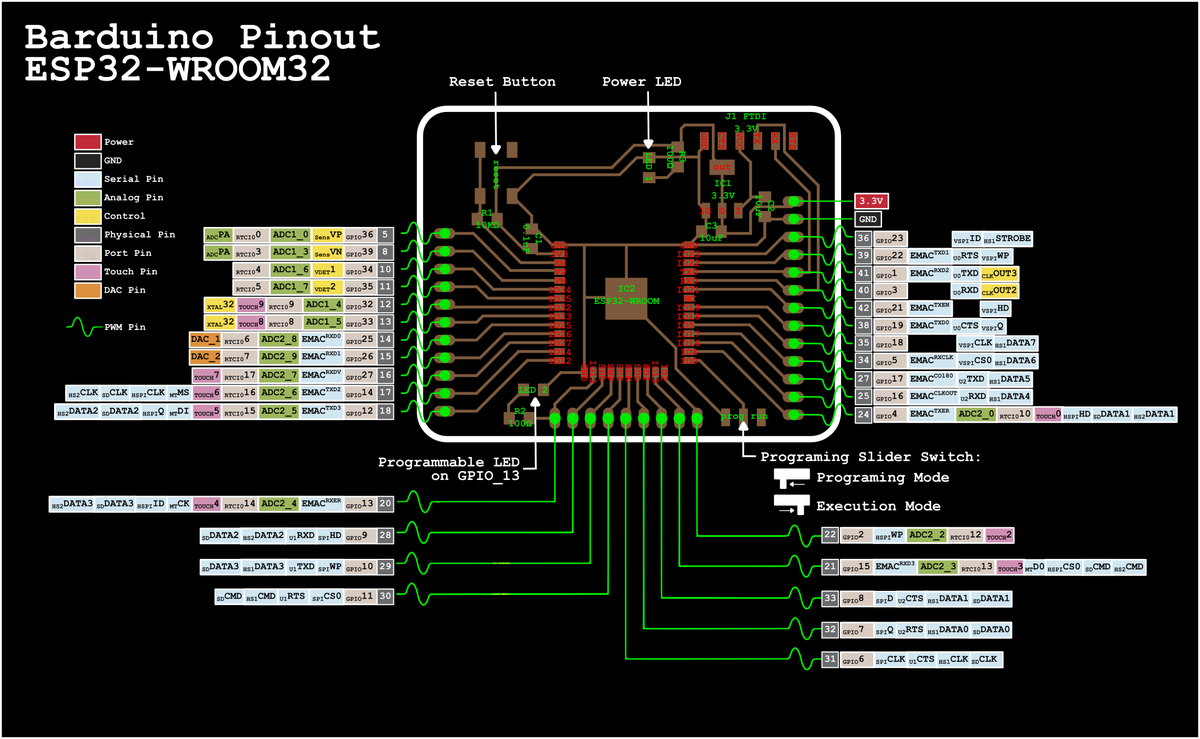 Barduino Pinout
ESP32-WROOM32
Reset Button
Power LED
Power
GND
Serial Pin
Analog Pin
Control
Physical Pin
Port Pin
Touch Pin
DAC Pin
PWM Pin
J1 FTDI
3.3V
reset
LED 1
R3
100Ω
out
IC1
3.3V
C2
C3
10uF
R1
10KΩ
C1
0.1uF
IC2
ESP32-WROOM
LED 2
R2
100Ω
prog run
ADCPA RTCIO0 ADC1_0 SensVP GPIO36 5
ADCPA RTCIO3 ADC1_3 SensVN GPIO39 8
RTCIO4 ADC1_6 VDET1 GPIO34 10
RTCIO5 ADC1_7 VDET2 GPIO35 11
XTAL32 TOUCH9 RTCIO9 ADC1_4 GPIO32 12
XTAL32 TOUCH8 RTCIO8 ADC1_5 GPIO33 13
DAC_1 RTCIO6 ADC2_8 EMACRXD0 GPIO25 14
DAC_2 RTCIO7 ADC2_9 EMACRXD1 GPIO26 15
TOUCH7 RTCIO17 ADC2_7 EMACRXDV GPIO27 16
HS2CLK SDCLK HSPICLK MTMS TOUCH6 RTCIO16 ADC2_6 EMACTXD2 GPIO14 17
HS2DATA2 SDDATA2 HSPIQ MTDI TOUCH5 RTCIO15 ADC2_5 EMACTXD3 GPIO12 18
3.3V
GND
36 GPIO23 VSPIID HS1STROBE
39 GPIO22 EMACTXD1 U0RTS VSPIWP
41 GPIO1 EMACRXD2 U0TXD CLKOUT3
40 GPIO3 U0RXD CLKOUT2
42 GPIO21 EMACTXEN VSPIHD
38 GPIO19 EMACTXD0 U0CTS VSPIQ
35 GPIO18 VSPICLK HS1DATA7
34 GPIO5 EMACRXCLK VSPICS0 HS1DATA6
27 GPIO17 EMACCO180 U2TXD HS1DATA5
25 GPIO16 EMACCLKOUT U2RXD HS1DATA4
24 GPIO4 EMACTXER ADC2_0 RTCIO10 TOUCH0 HSPIHD SDDATA1 HS2DATA1
Programmable LED
on GPIO_13
Programing Slider Switch:
Programing Mode
Execution Mode
HS2DATA3 SDDATA3 HSPIID MTCK TOUCH4 RTCIO14 ADC2_4 EMACRXER GPIO13 20
SDDATA2 HS2DATA2 U1RXD SPIHD GPIO9 28
SDDATA3 HS1DATA3 U1TXD SPIWP GPIO10 29
SDCMD HS1CMD U1RTS SPICS0 GPIO11 30
22 GPIO2 HSPIWP ADC2_2 RTCIO12 TOUCH2
21 GPIO15 EMACRXD3 ADC2_3 RTCIO13 TOUCH3 MTD0 HSPICS0 SDCMD HS2CMD
33 GPIO8 SPID U2CTS HS1DATA1 SDDATA1
32 GPIO7 SPIQ U2RTS HS1DATA0 SDDATA0
31 GPIO6 SPICLK U1CTS HS1CLK SDCLK